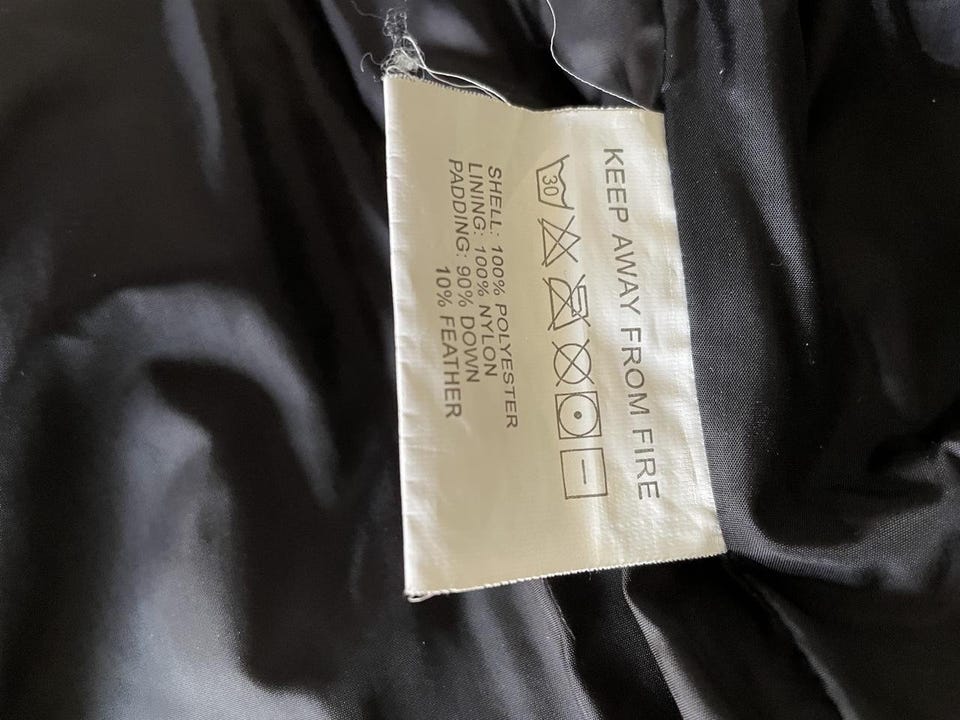 KEEP AWAY FROM FIRE
30
SHELL: 100% POLYESTER
LINING: 100% NYLON
PADDING: 90% DOWN
10% FEATHER